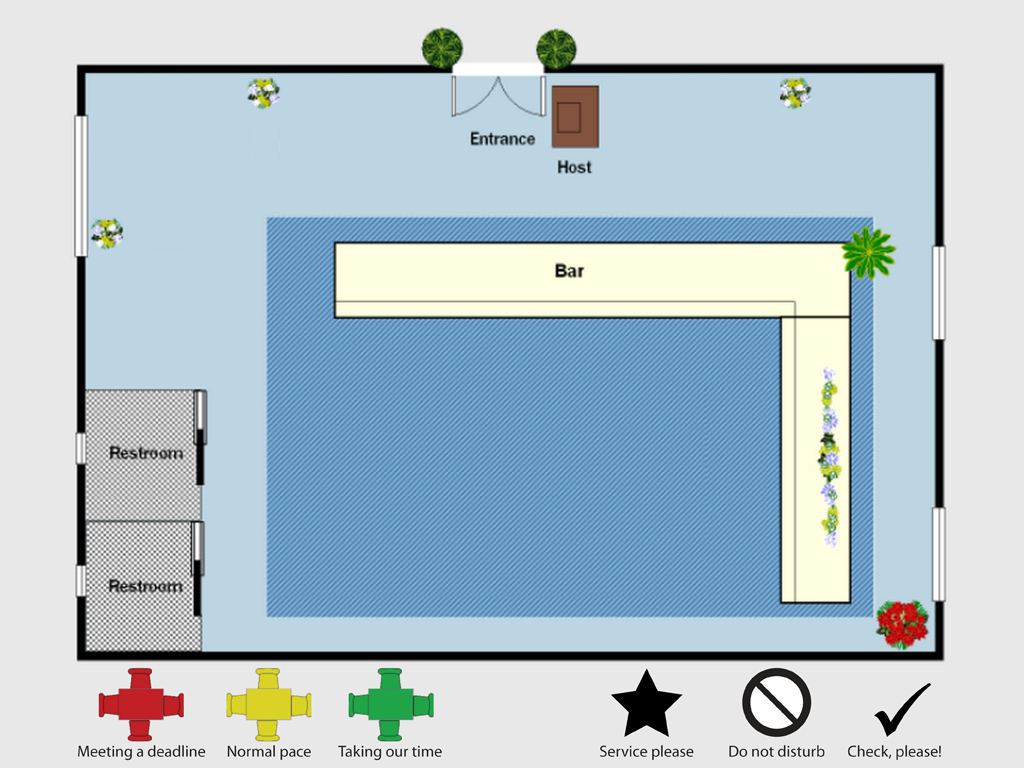 Entrance
Host
Bar
Restroom
Restroom
Meeting a deadline
Normal pace
Taking our time
Service please
Do not disturb
Check, please!